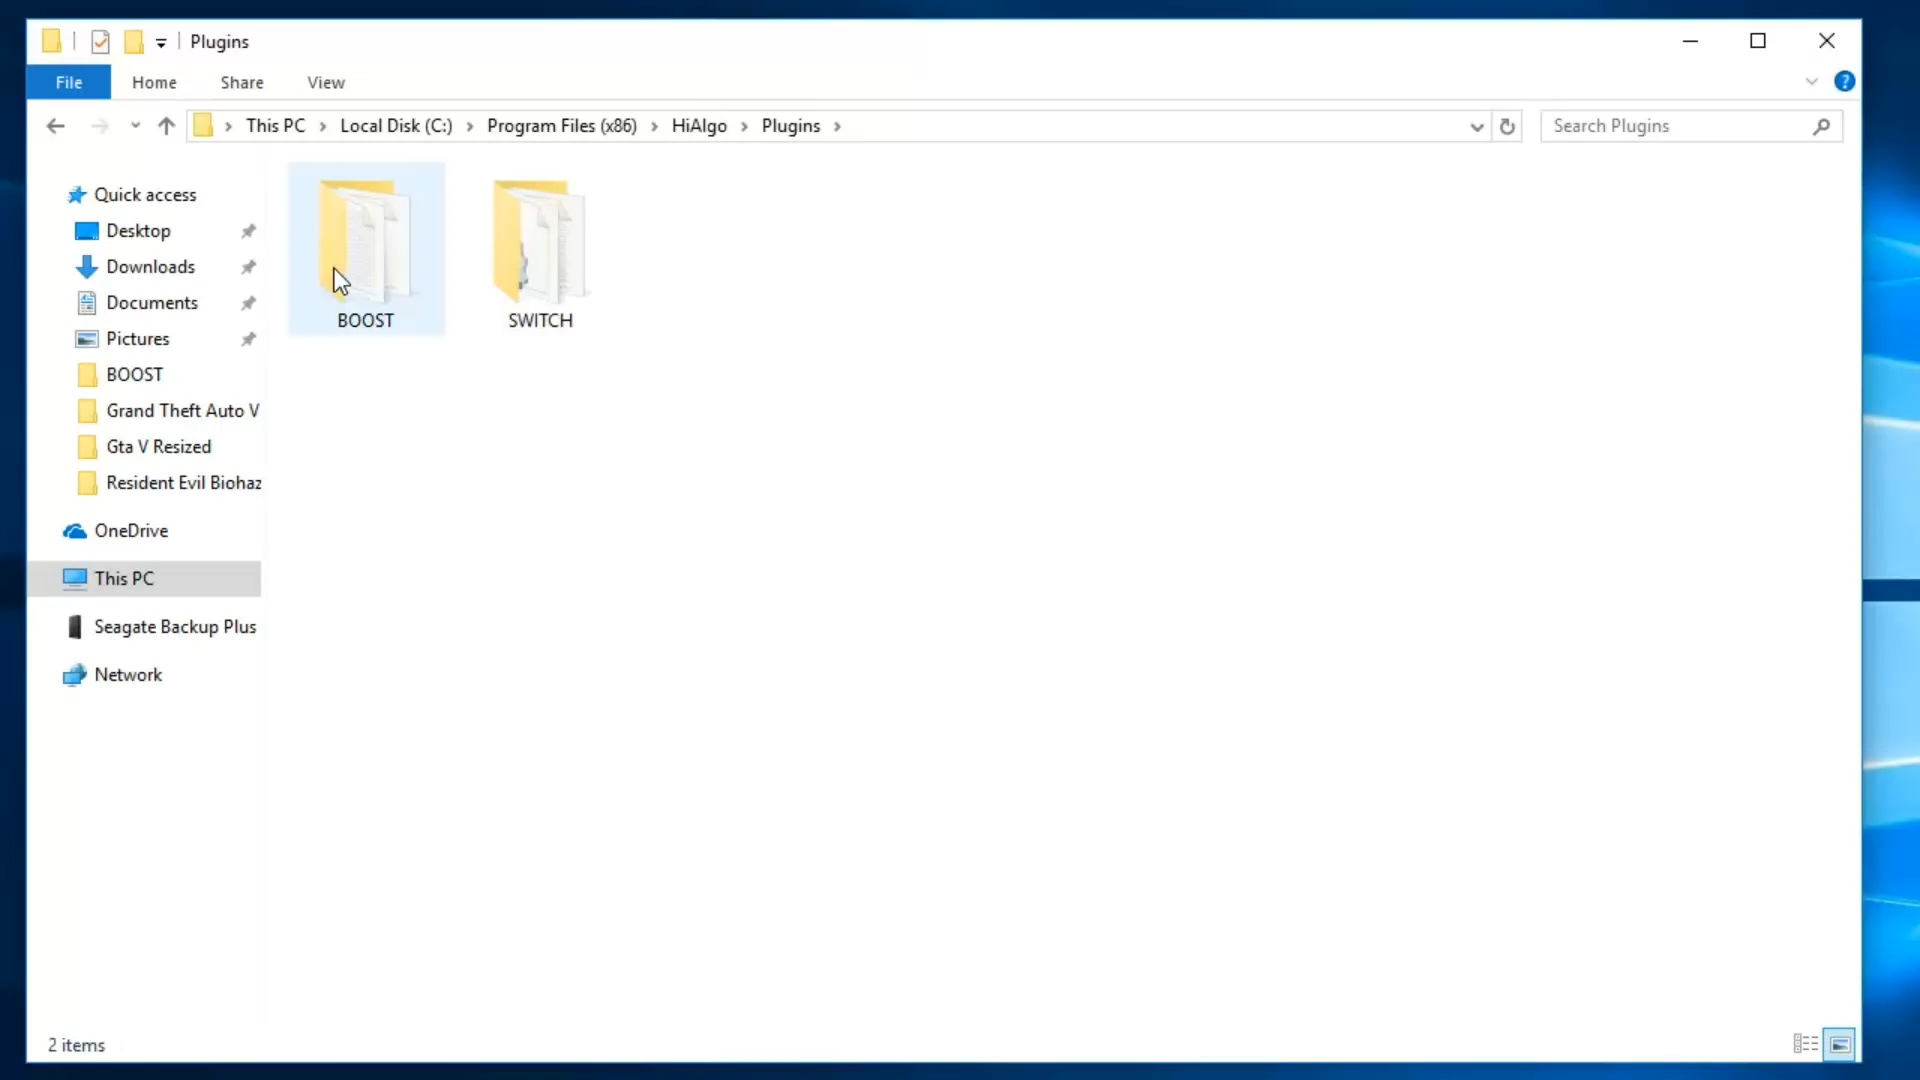 Plugins
File Home Share View
This PC Local Disk (C:) Program Files (x86) HiAlgo Plugins
Search Plugins
Quick access
Desktop
Downloads
Documents
Pictures
BOOST
Grand Theft Auto V
Gta V Resized
Resident Evil Biohaz
OneDrive
This PC
Seagate Backup Plus
Network
BOOST SWITCH
2 items